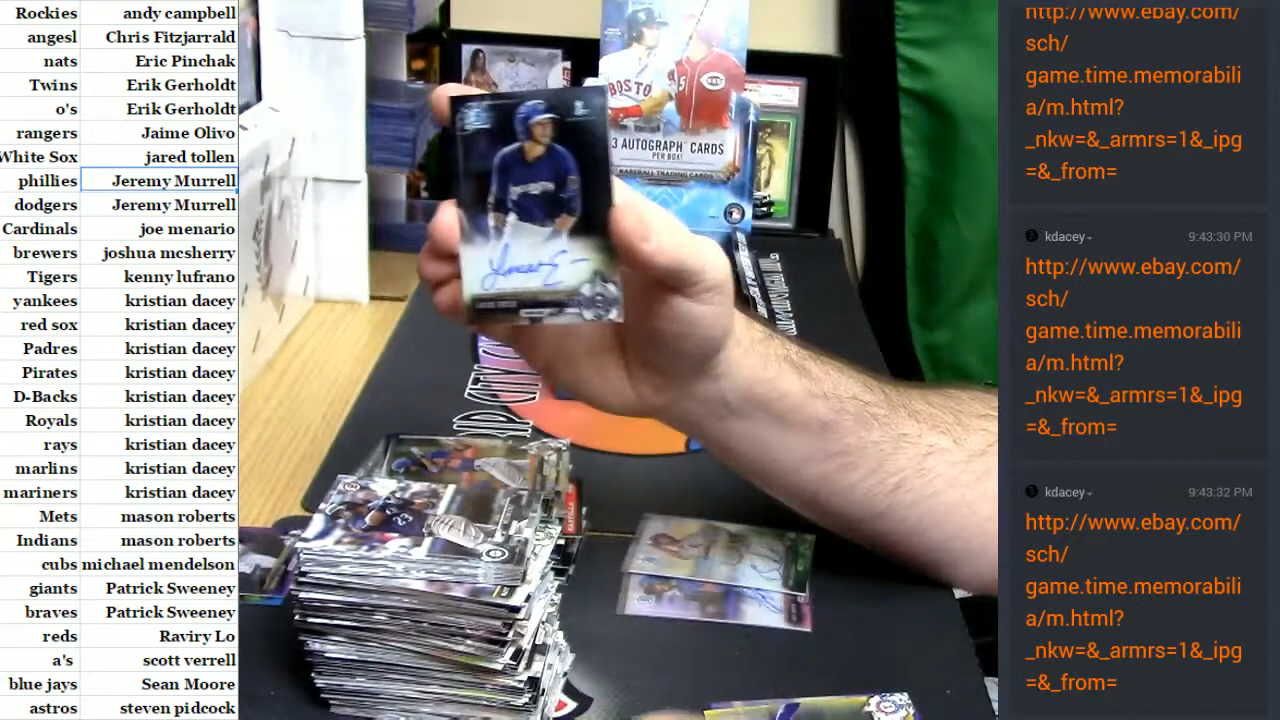 Rockies andy campbell
angesl Chris Fitzjarrald
nats Eric Pinchak
Twins Erik Gerholdt
o's Erik Gerholdt
rangers Jaime Olivo
White Sox jared tollen
phillies Jeremy Murrell
dodgers Jeremy Murrell
Cardinals joe menario
brewers joshua mcsherry
Tigers kenny lufrano
yankees kristian dacey
red sox kristian dacey
Padres kristian dacey
Pirates kristian dacey
D-Backs kristian dacey
Royals kristian dacey
rays kristian dacey
marlins kristian dacey
mariners kristian dacey
Mets mason roberts
Indians mason roberts
cubs michael mendelson
giants Patrick Sweeney
braves Patrick Sweeney
reds Raviry Lo
a's scott verrell
blue jays Sean Moore
astros steven pidcock
BOSTON
3 AUTOGRAPH CARDS
PER BOX!
BASEBALL TRADING CARDS
http://www.ebay.com/
sch/
game.time.memorabili
a/m.html?
_nkw=&_armrs=1&_ipg
=&_from=
kdacey 9:43:30 PM
http://www.ebay.com/
sch/
game.time.memorabili
a/m.html?
_nkw=&_armrs=1&_ipg
=&_from=
kdacey 9:43:32 PM
http://www.ebay.com/
sch/
game.time.memorabili
a/m.html?
_nkw=&_armrs=1&_ipg
=&_from=